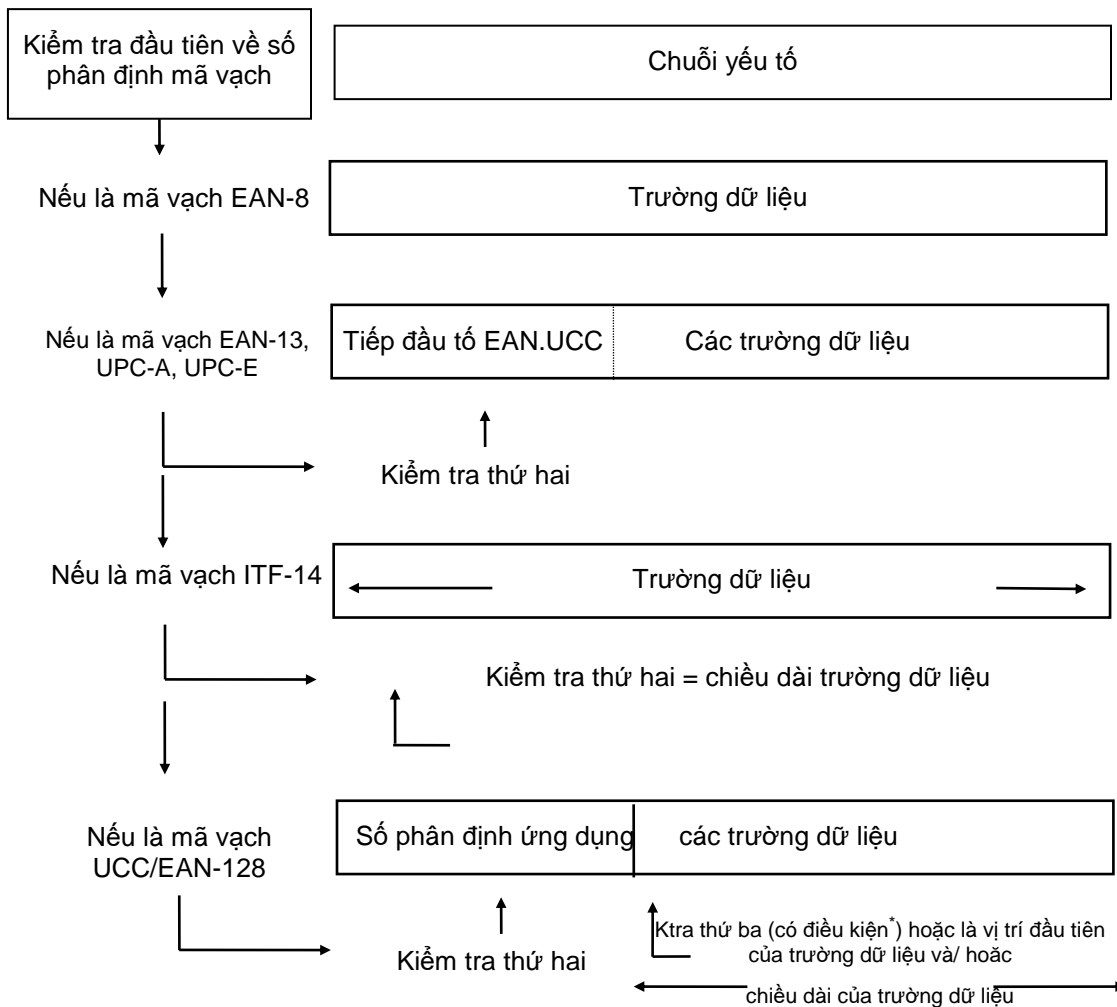 Kiểm tra đầu tiên về số
phân định mã vạch
Chuỗi yếu tố
Nếu là mã vạch EAN-8
Trường dữ liệu
Nếu là mã vạch EAN-13,
UPC-A, UPC-E
Tiếp đầu tố EAN.UCC
Các trường dữ liệu
Kiểm tra thứ hai
Nếu là mã vạch ITF-14
Trường dữ liệu
Kiểm tra thứ hai = chiều dài trường dữ liệu
Nếu là mã vạch
UCC/EAN-128
Số phân định ứng dụng
các trường dữ liệu
Kiểm tra thứ hai
Ktra thứ ba (có điều kiện*) hoặc là vị trí đầu tiên
của trường dữ liệu và/ hoăc
chiều dài của trường dữ liệu